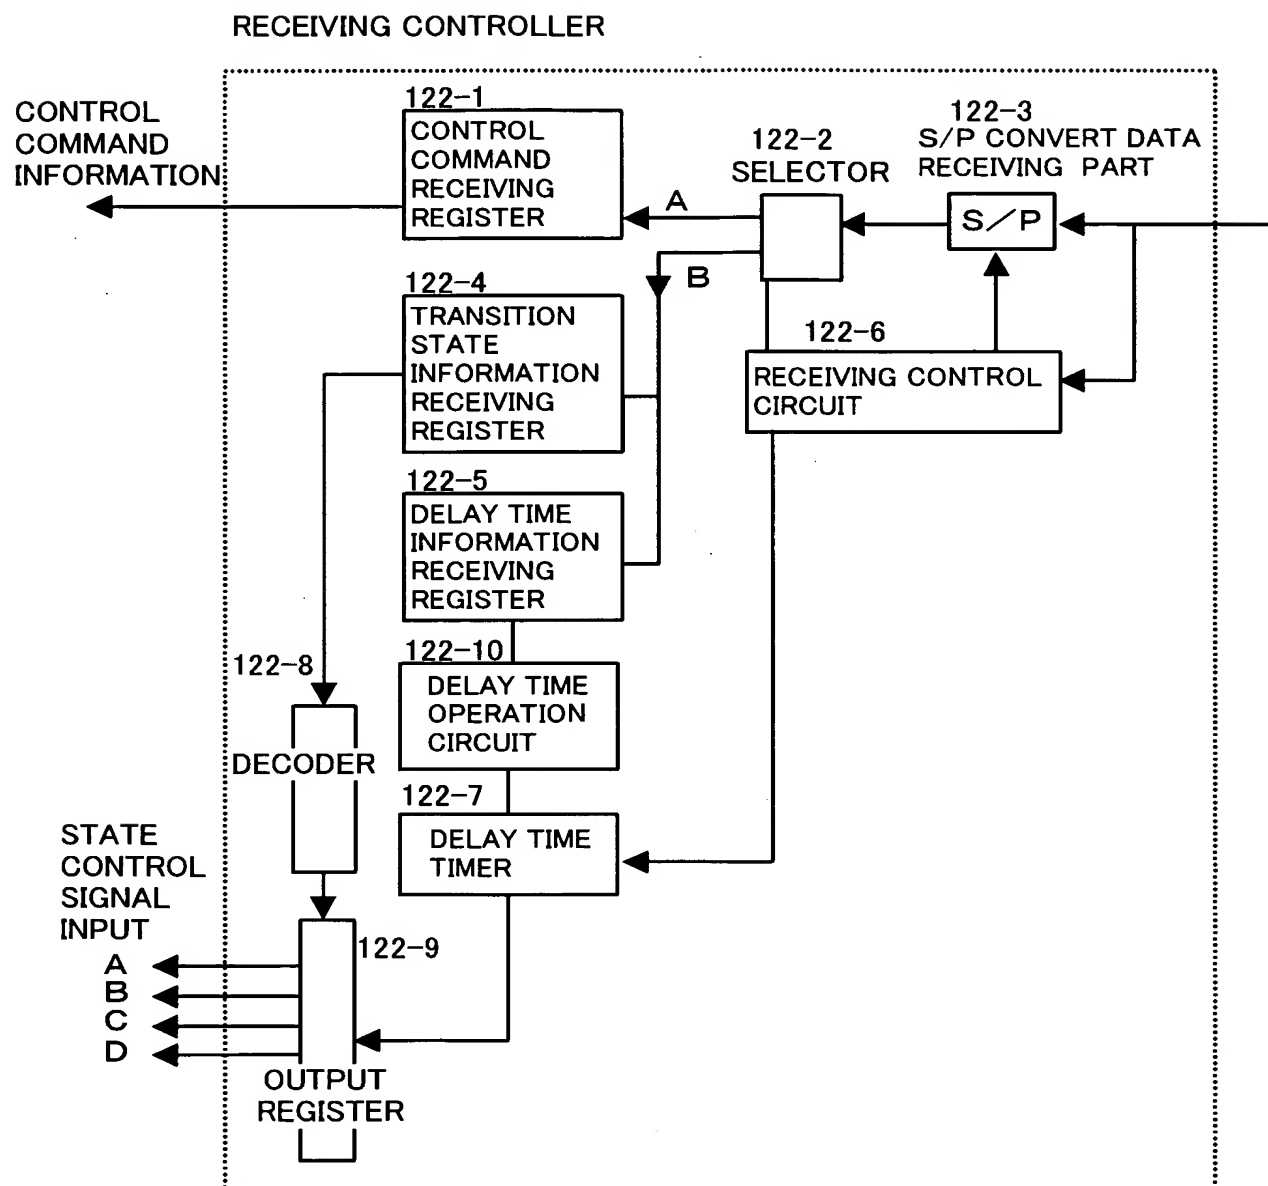 RECEIVING CONTROLLER
CONTROL
COMMAND
INFORMATION
122-1
CONTROL
COMMAND
RECEIVING
REGISTER
A
B
122-2
SELECTOR
122-3
S/P CONVERT DATA
RECEIVING PART
S/P
122-4
TRANSITION
STATE
INFORMATION
RECEIVING
REGISTER
122-6
RECEIVING CONTROL
CIRCUIT
122-5
DELAY TIME
INFORMATION
RECEIVING
REGISTER
122-10
DELAY TIME
OPERATION
CIRCUIT
122-8
DECODER
122-7
DELAY TIME
TIMER
STATE
CONTROL
SIGNAL
INPUT
A
B
C
D
122-9
OUTPUT
REGISTER